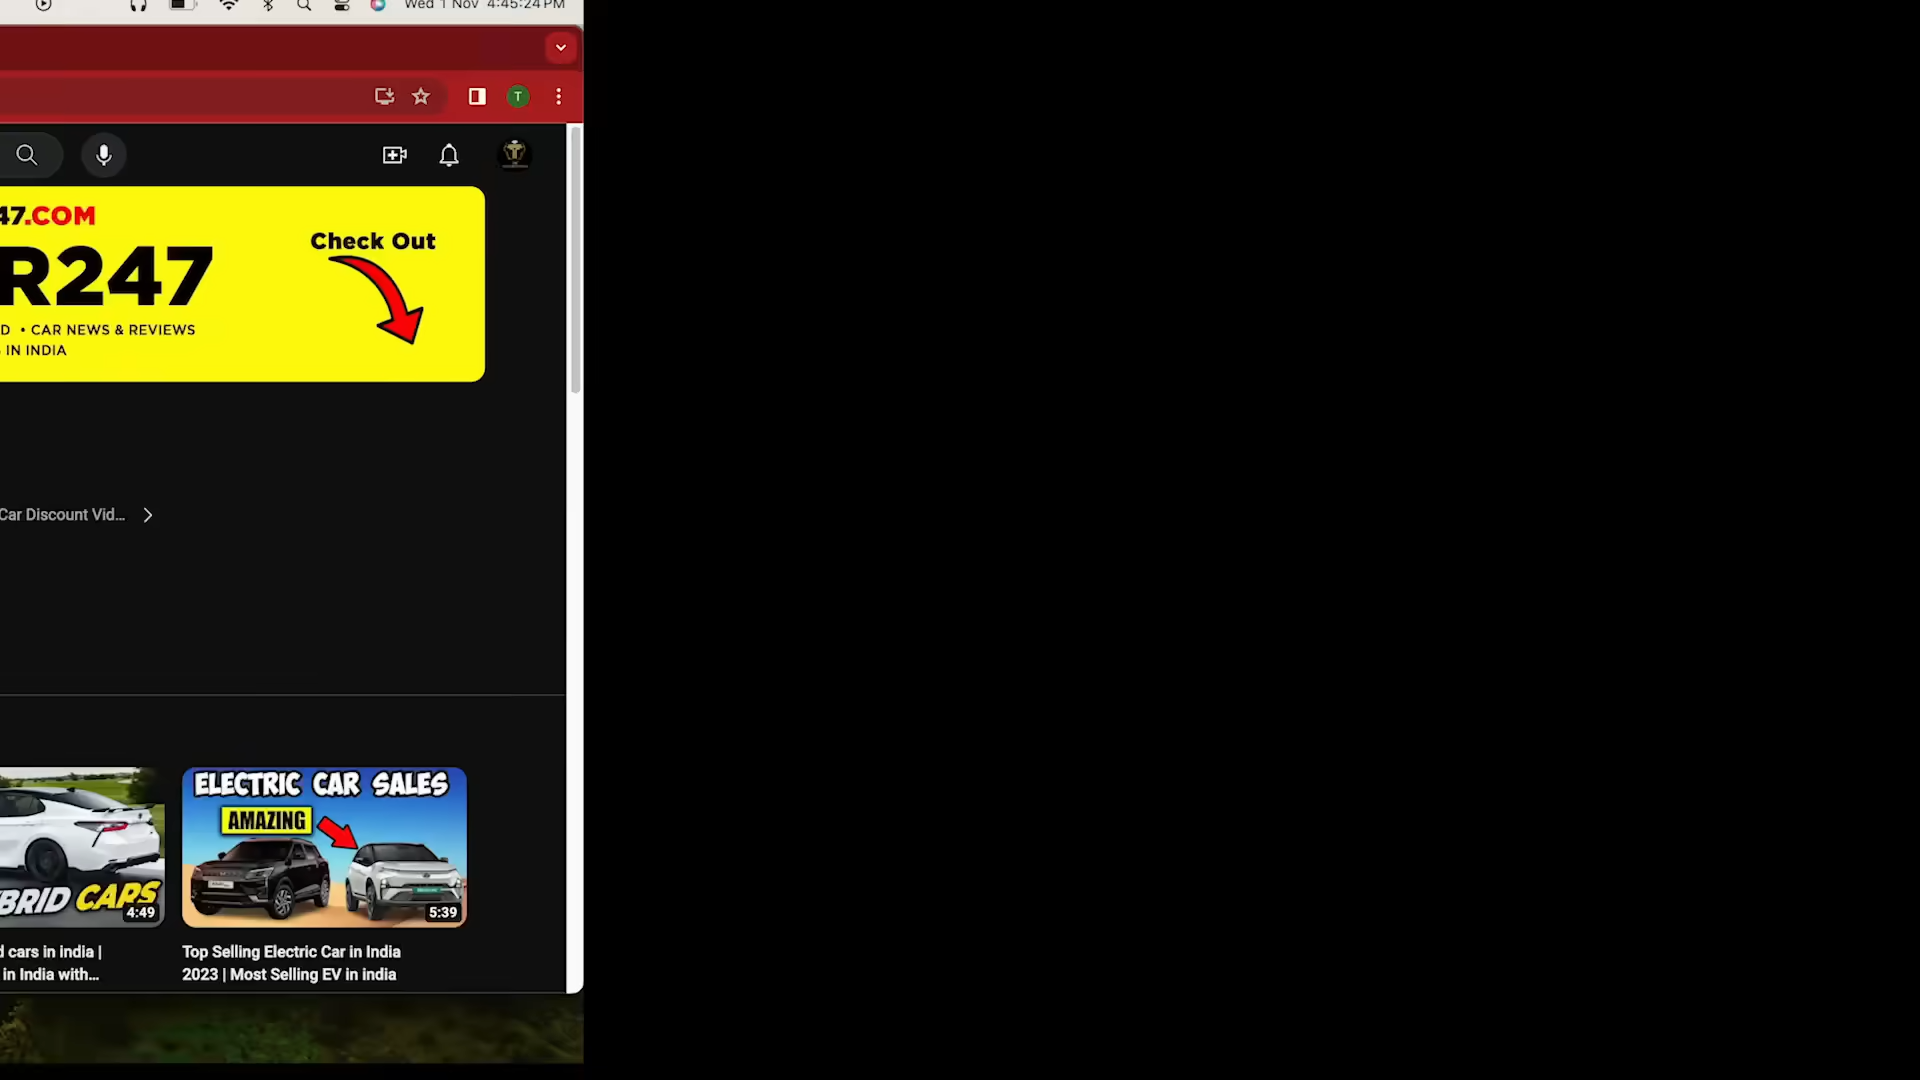 Wed 1 Nov 4:45:24 PM
T
47.COM
R247
Check Out
D • CAR NEWS & REVIEWS
IN INDIA
Car Discount Vid...
ELECTRIC CAR SALES
AMAZING
BRID CARS
4:49
5:39
d cars in india |
in India with...
Top Selling Electric Car in India
2023 | Most Selling EV in india